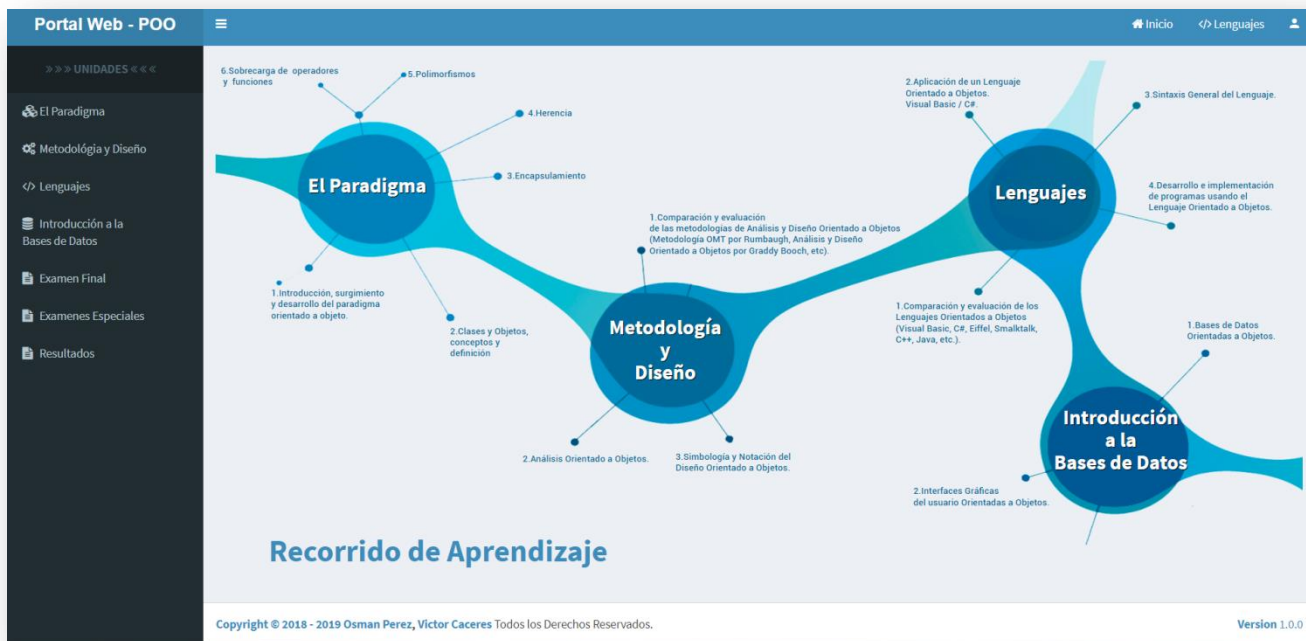 Portal Web - POO
Inicio
</> Lenguajes
»»» UNIDADES «««
El Paradigma
Metodológia y Diseño
</> Lenguajes
Introducción a la
Bases de Datos
Examen Final
Examenes Especiales
Resultados
6.Sobrecarga de operadores
y funciones
5.Polimorfismos
4.Herencia
3.Encapsulamiento
El Paradigma
1.Introducción, surgimiento
y desarrollo del paradigma
orientado a objeto.
2.Clases y Objetos,
conceptos y
definición
1.Comparación y evaluación
de las metodologias de Análisis y Diseño Orientado a Objetos
(Metodología OMT por Rumbaugh, Análisis y Diseño
Orientado a Objetos por Graddy Booch, etc).
Metodología
y
Diseño
2.Análisis Orientado a Objetos.
3.Simbología y Notación del
Diseño Orientado a Objetos.
2.Aplicación de un Lenguaje
Orientado a Objetos.
Visual Basic / C#.
3.Sintaxis General del Lenguaje.
Lenguajes
4.Desarrollo e implementación
de programas usando el
Lenguaje Orientado a Objetos.
1.Comparación y evaluación de los
Lenguajes Orientados a Objetos
(Visual Basic, C#, Eiffel, Smalktalk,
C++, Java, etc.).
1.Bases de Datos
Orientadas a Objetos.
Introducción
a la
Bases de Datos
2.Interfaces Gráficas
del usuario Orientadas a Objetos.
Recorrido de Aprendizaje
Copyright © 2018 - 2019 Osman Perez, Victor Caceres Todos los Derechos Reservados.
Version 1.0.0